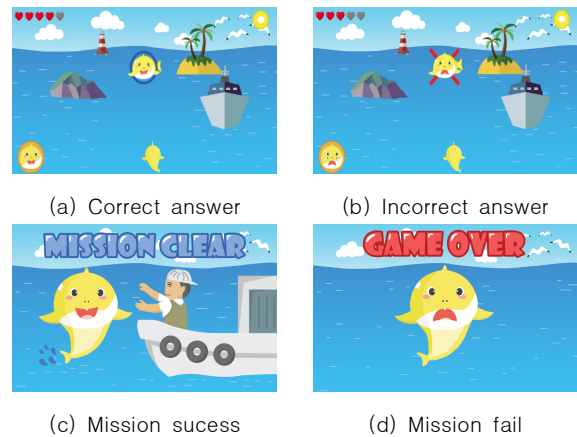 (a) Correct answer
(b) Incorrect answer
MISSION CLEAR
GAME OVER
(c) Mission sucess
(d) Mission fail